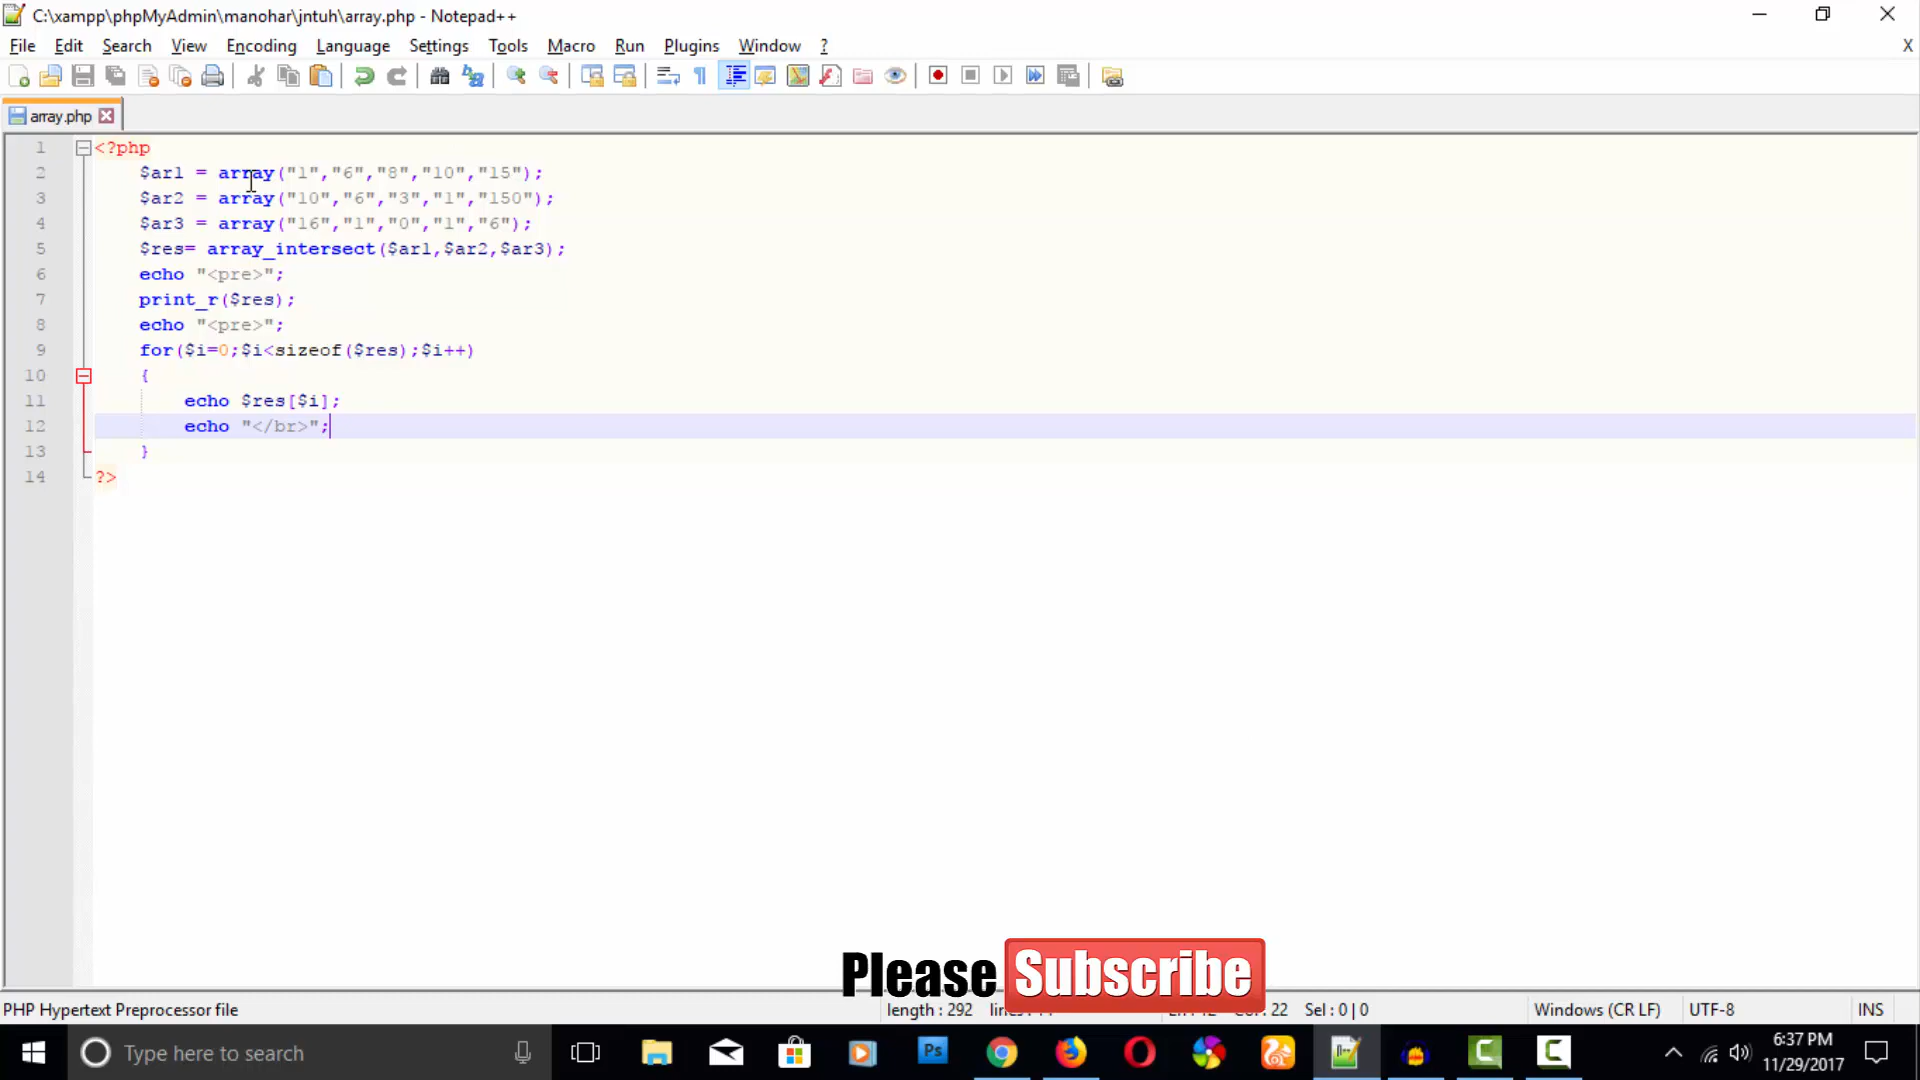 C:\xampp\phpMyAdmin\manohar\jntuh\array.php - Notepad++
File Edit Search View Encoding Language Settings Tools Macro Run Plugins Window ? X
array.php
1 <?php
2 $ar1 = array("1","6","8","10","15");
3 $ar2 = array("10","6","3","1","150");
4 $ar3 = array("16","1","0","1","6");
5 $res= array_intersect($ar1,$ar2,$ar3);
6 echo "<pre>";
7 print_r($res);
8 echo "<pre>";
9 for($i=0;$i<sizeof($res);$i++)
10 {
11 echo $res[$i];
12 echo "</br>";
13 }
14 ?>
Please Subscribe
PHP Hypertext Preprocessor file length : 292 22 Sel : 0 | 0 Windows (CR LF) UTF-8 INS
Type here to search Ps 6:37 PM
11/29/2017